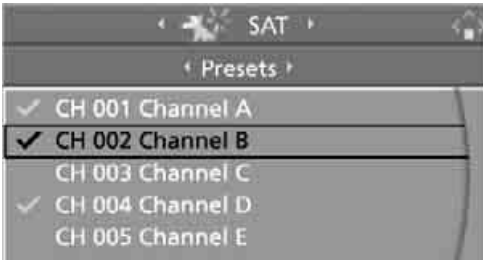 SAT
Presets
CH 001 Channel A
CH 002 Channel B
CH 003 Channel C
CH 004 Channel D
CH 005 Channel E